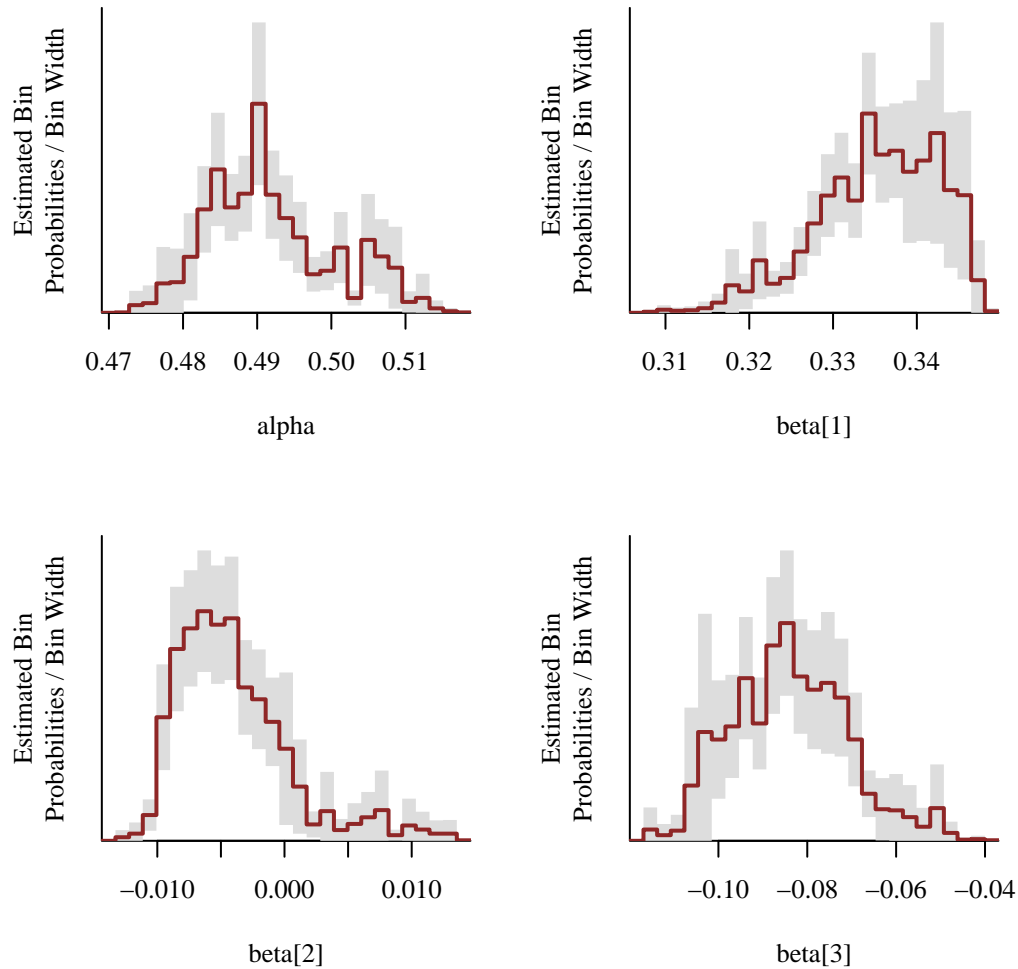 Estimated Bin
Probabilities / Bin Width
0.47 0.48 0.49 0.50 0.51
alpha
Estimated Bin
Probabilities / Bin Width
0.31 0.32 0.33 0.34
beta[1]
Estimated Bin
Probabilities / Bin Width
−0.010 0.000 0.010
beta[2]
Estimated Bin
Probabilities / Bin Width
−0.10 −0.08 −0.06 −0.04
beta[3]